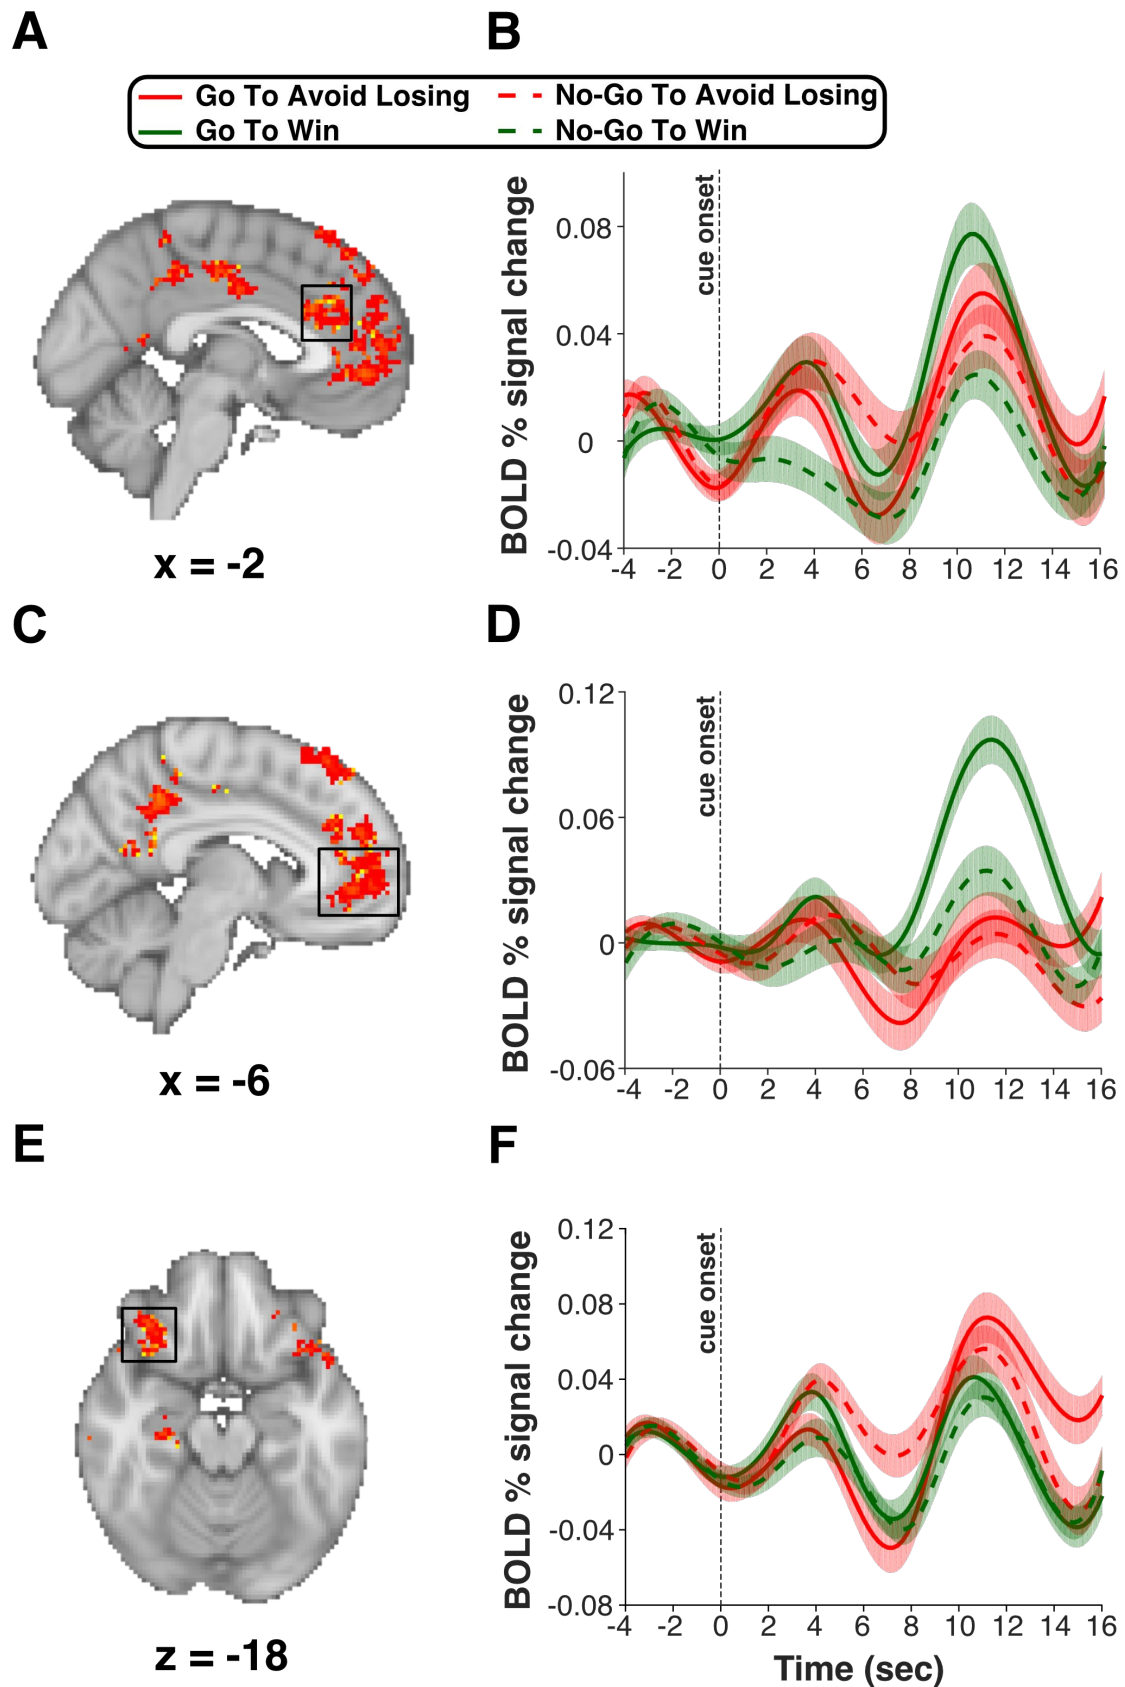 A
B
Go To Avoid Losing
No-Go To Avoid Losing
Go To Win
No-Go To Win
BOLD % signal change
cue onset
0.08
0.04
0
-0.04
-4 -2 0 2 4 6 8 10 12 14 16
x = -2
C
D
BOLD % signal change
cue onset
0.12
0.06
0
-0.06
-4 -2 0 2 4 6 8 10 12 14 16
x = -6
E
F
BOLD % signal change
cue onset
0.12
0.08
0.04
0
-0.04
-0.08
-4 -2 0 2 4 6 8 10 12 14 16
Time (sec)
z = -18